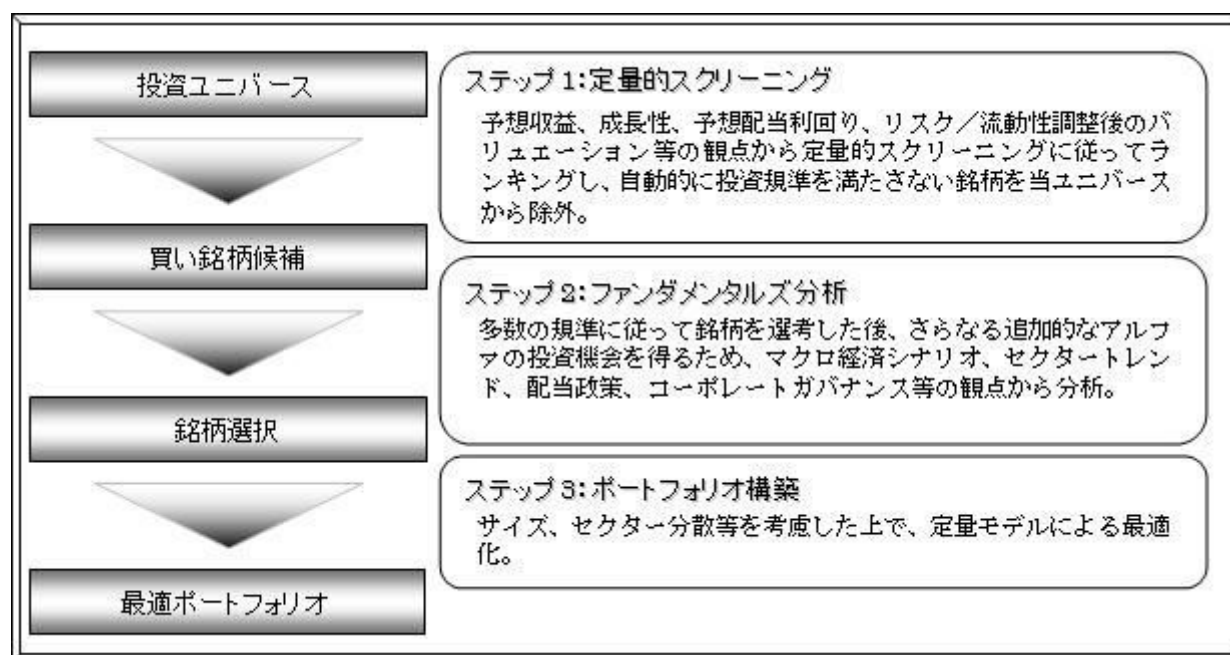 投資ユニバース
ステップ1:定量的スクリーニング
予想収益、成長性、予想配当利回り、リスク／流動性調整後のバ
リュエーション等の観点から定量的スクリーニングに従ってラ
ンキングし、自動的に投資規準を満たさない銘柄を当ユニバース
から除外。
買い銘柄候補
ステップ2:ファンダメンタルズ分析
多数の規準に従って銘柄を選考した後、さらなる追加的なアルフ
ァの投資機会を得るため、マクロ経済シナリオ、セクタートレン
ド、配当政策、コーポレートガバナンス等の観点から分析。
銘柄選択
ステップ3:ポートフォリオ構築
サイズ、セクター分散等を考慮した上で、定量モデルによる最適
化。
最適ポートフォリオ